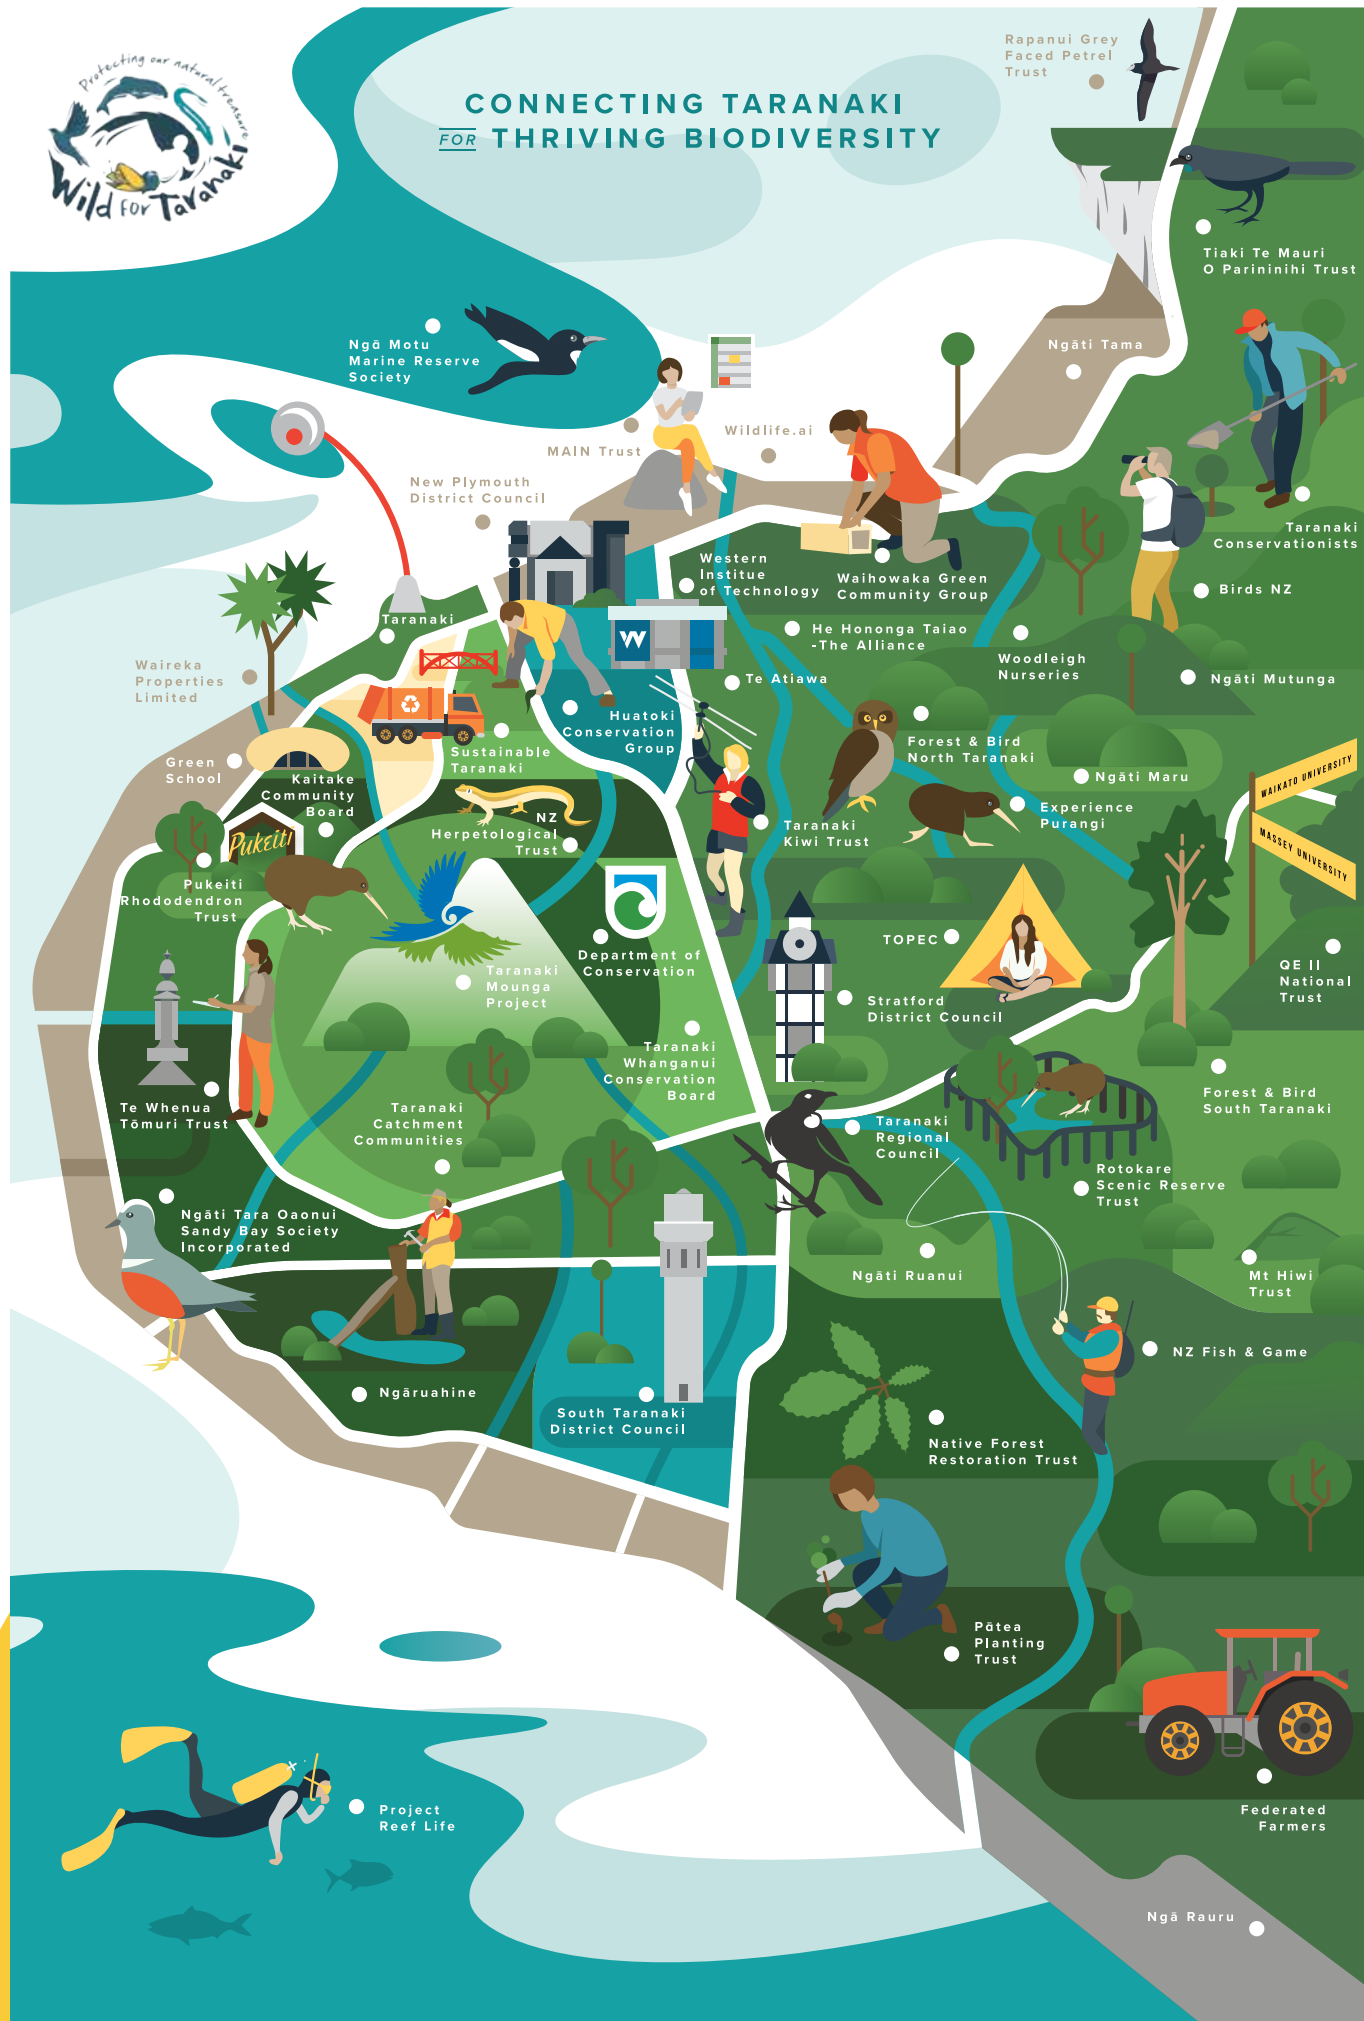 Protecting our natural treasure
Wild FOR Taranaki
CONNECTING TARANAKI
FOR THRIVING BIODIVERSITY
Rapanui Grey
Faced Petrel
Trust
Tiaki Te Mauri
O Parininihi Trust
Ngā Motu
Marine Reserve
Society
Ngāti Tama
MAIN Trust
Wildlife.ai
New Plymouth
District Council
Taranaki
Conservationists
Western
Institue
of Technology
Waihowaka Green
Community Group
Birds NZ
Taranaki
He Hononga Taiao
-The Alliance
Woodleigh
Nurseries
Waireka
Properties
Limited
Te Atiawa
Ngāti Mutunga
Huatoki
Conservation
Group
Sustainable
Taranaki
Forest & Bird
North Taranaki
Green
School
Kaitake
Community
Board
Ngāti Maru
WAIKATO UNIVERSITY
MASSEY UNIVERSITY
Experience
Purangi
NZ
Herpetological
Trust
Taranaki
Kiwi Trust
Pukeiti
Pukeiti
Rhododendron
Trust
TOPEC
Department of
Conservation
Taranaki
Mounga
Project
QE II
National
Trust
Stratford
District Council
Taranaki
Whanganui
Conservation
Board
Te Whenua
Tōmuri Trust
Taranaki
Catchment
Communities
Forest & Bird
South Taranaki
Taranaki
Regional
Council
Rotokare
Scenic Reserve
Trust
Ngāti Tara Oaonui
Sandy Bay Society
Incorporated
Ngāti Ruanui
Mt Hiwi
Trust
NZ Fish & Game
Ngāruahine
South Taranaki
District Council
Native Forest
Restoration Trust
Pātea
Planting
Trust
Project
Reef Life
Federated
Farmers
Ngā Rauru